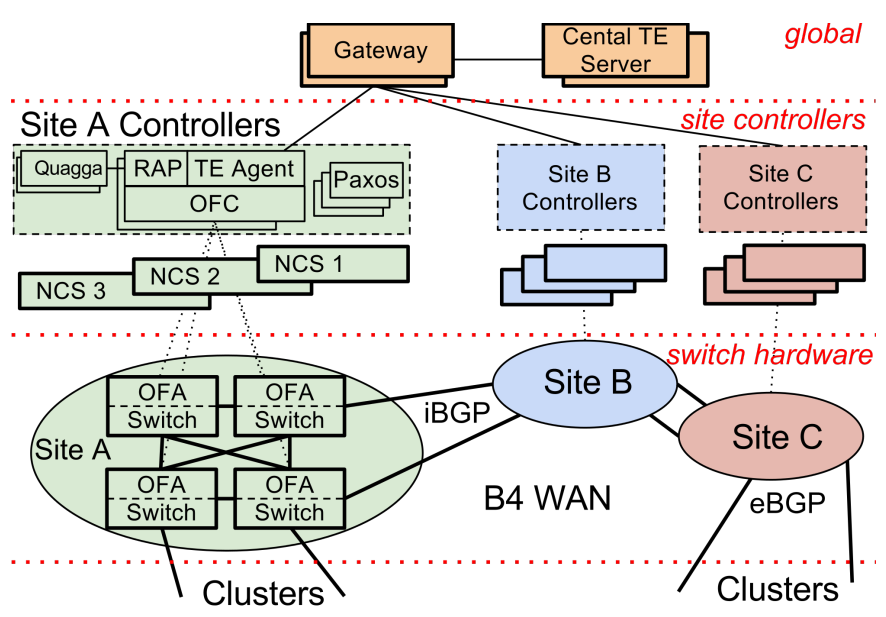 Gateway
Cental TE
Server
global
Site A Controllers
site controllers
Quagga
RAP
TE Agent
OFC
Paxos
Site B
Controllers
Site C
Controllers
NCS 1
NCS 2
NCS 3
switch hardware
OFA
Switch
OFA
Switch
Site A
OFA
Switch
OFA
Switch
iBGP
Site B
Site C
B4 WAN
eBGP
Clusters
Clusters